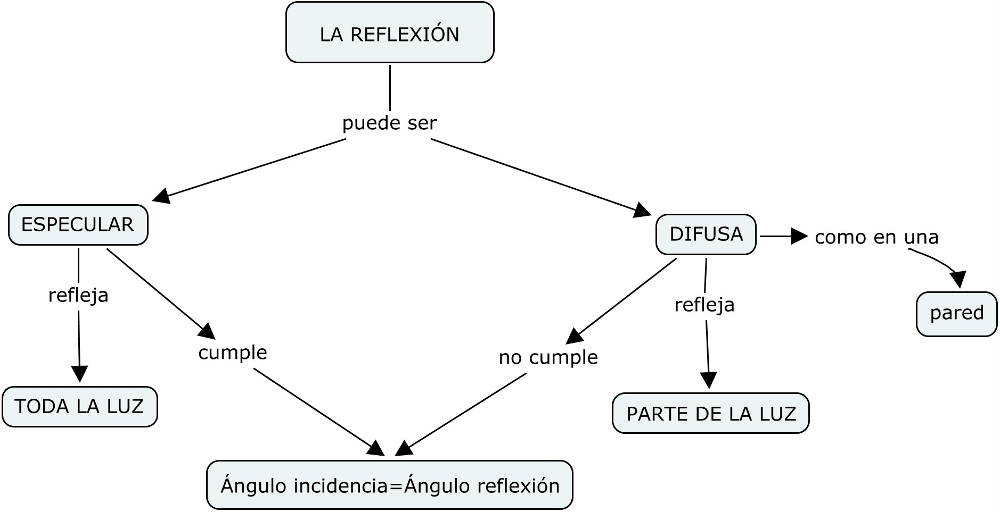 LA REFLEXIÓN
puede ser
ESPECULAR
DIFUSA
como en una
refleja
refleja
pared
cumple
no cumple
TODA LA LUZ
PARTE DE LA LUZ
Ángulo incidencia=Ángulo reflexión